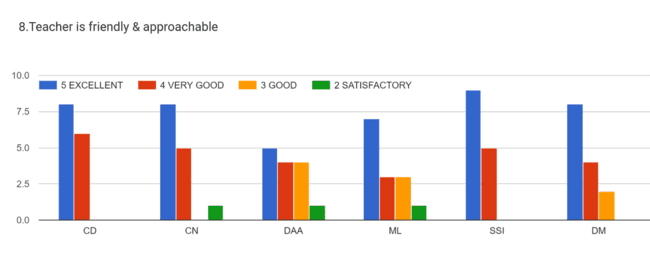 8.Teacher is friendly & approachable
10.0
5 EXCELLENT 4 VERY GOOD 3 GOOD 2 SATISFACTORY
7.5
5.0
2.5
0.0
CD CN DAA ML SSI DM